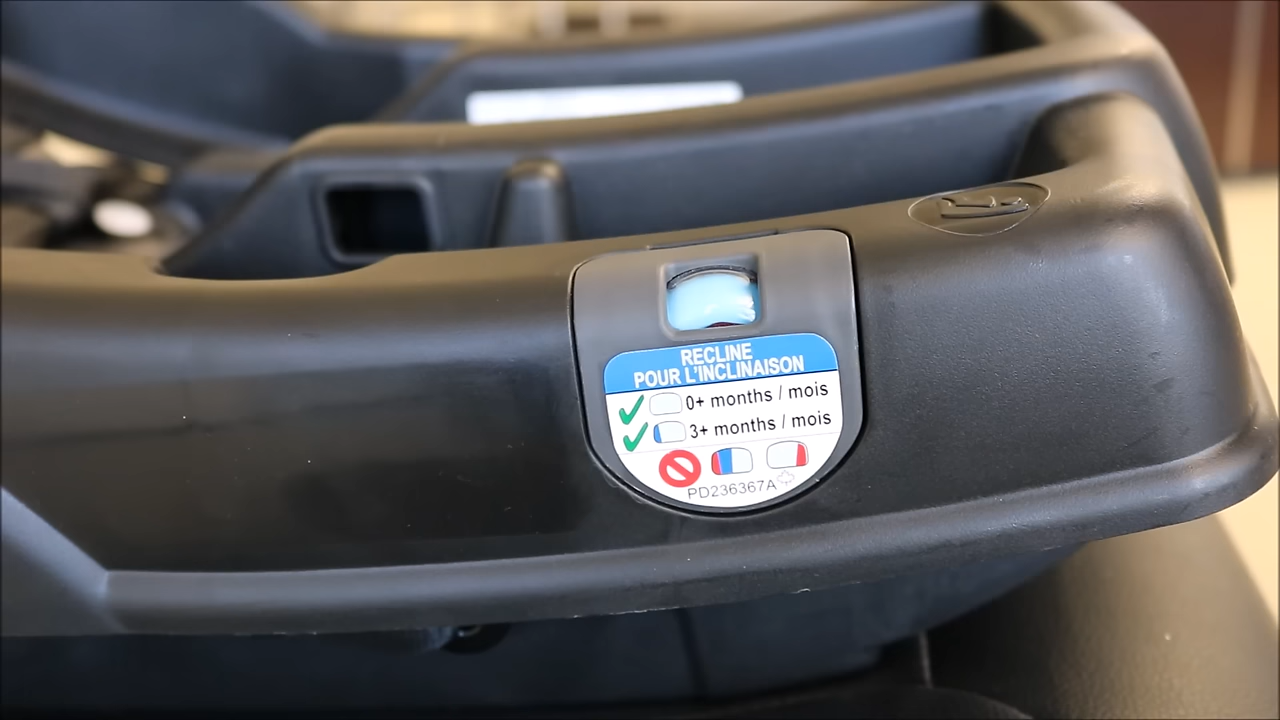 RECLINE
POUR L'INCLINAISON
0+ months / mois
3+ months / mois
PD236367A